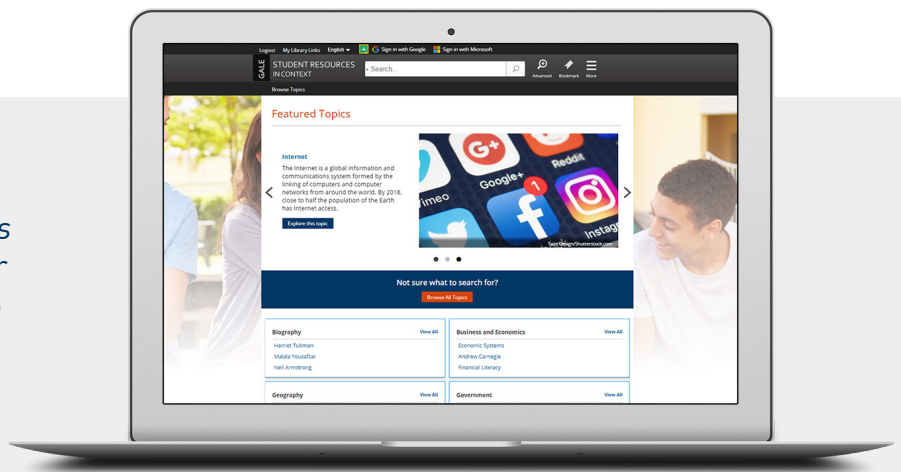 Logout My Library Links English Sign in with Google Sign in with Microsoft
GALE
STUDENT RESOURCES
IN CONTEXT
Search...
Advanced Bookmark More
Browse Topics
Featured Topics
Internet
The Internet is a global information and
communications system formed by the
linking of computers and computer
networks from around the world. By 2018,
close to half the population of the Earth
has Internet access.
Explore this topic
G+
Reddit
Google+
1
Vimeo
Instag
TwinDesign/Shutterstock.com
Not sure what to search for?
Browse All Topics
Biography View All
Harriet Tubman
Malala Yousafzai
Neil Armstrong
Business and Economics View All
Economic Systems
Andrew Carnegie
Financial Literacy
Geography View All
Government View All